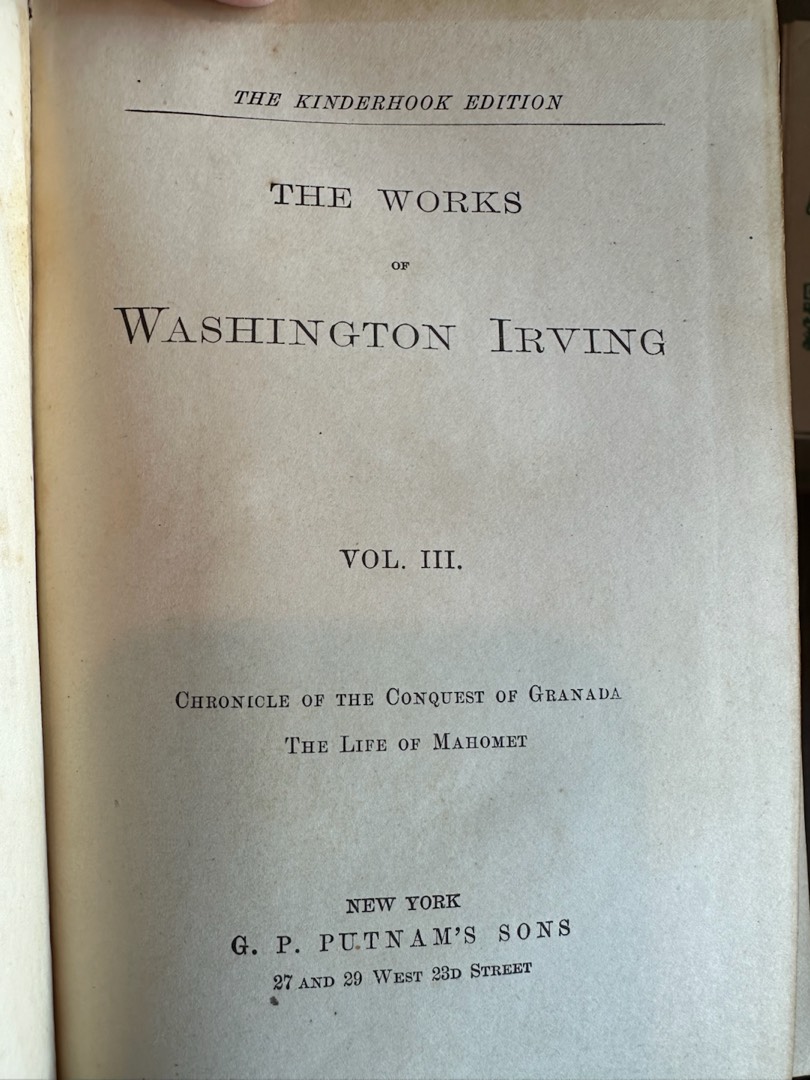 THE KINDERHOOK EDITION
THE WORKS
OF
WASHINGTON IRVING
VOL. III.
CHRONICLE OF THE CONQUEST OF GRANADA
THE LIFE OF MAHOMET
NEW YORK
G. P. PUTNAM'S SONS
27 AND 29 WEST 23D STREET